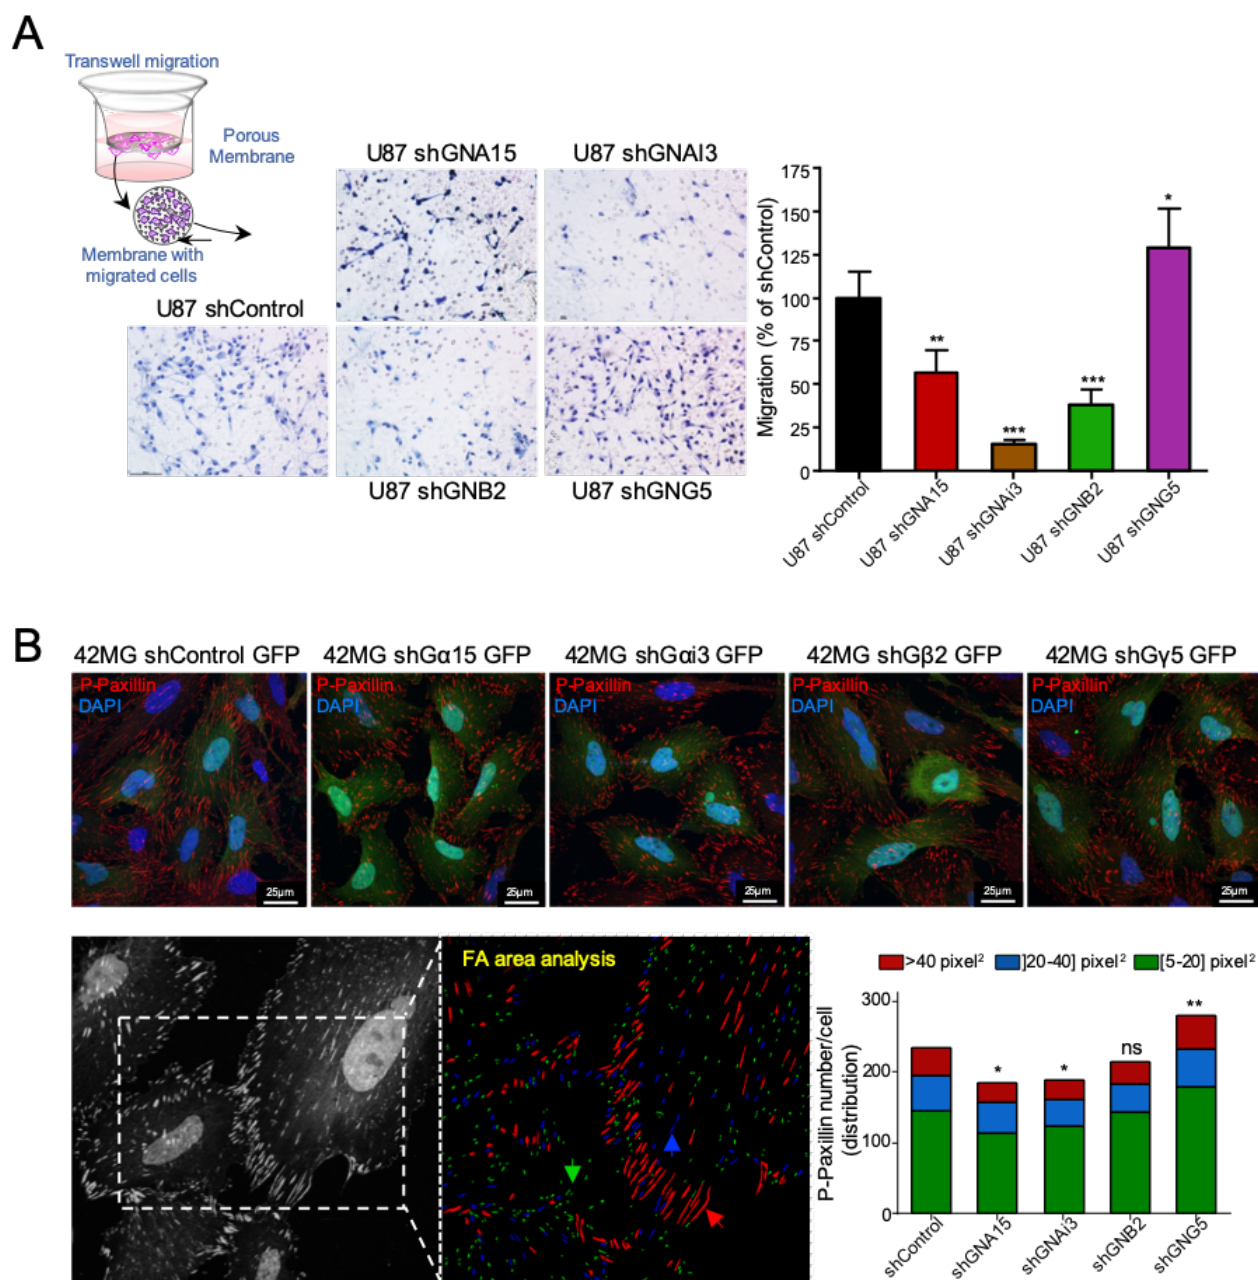 A
Transwell migration
Porous
Membrane
Membrane with
migrated cells
U87 shControl
U87 shGNA15
U87 shGNAI3
U87 shGNB2
U87 shGNG5
Migration (% of shControl)
175
150
125
100
75
50
25
0
**
***
***
*
U87 shControl
U87 shGNA15
U87 shGNAi3
U87 shGNB2
U87 shGNG5
B
42MG shControl GFP
42MG shGα15 GFP
42MG shGαi3 GFP
42MG shGβ2 GFP
42MG shGγ5 GFP
P-Paxillin
DAPI
25µm
P-Paxillin
DAPI
25µm
P-Paxillin
DAPI
25µm
P-Paxillin
DAPI
25µm
P-Paxillin
DAPI
25µm
FA area analysis
>40 pixel²
]20-40] pixel²
[5-20] pixel²
P-Paxillin number/cell
(distribution)
300
200
100
0
*
*
ns
**
shControl
shGNA15
shGNAi3
shGNB2
shGNG5